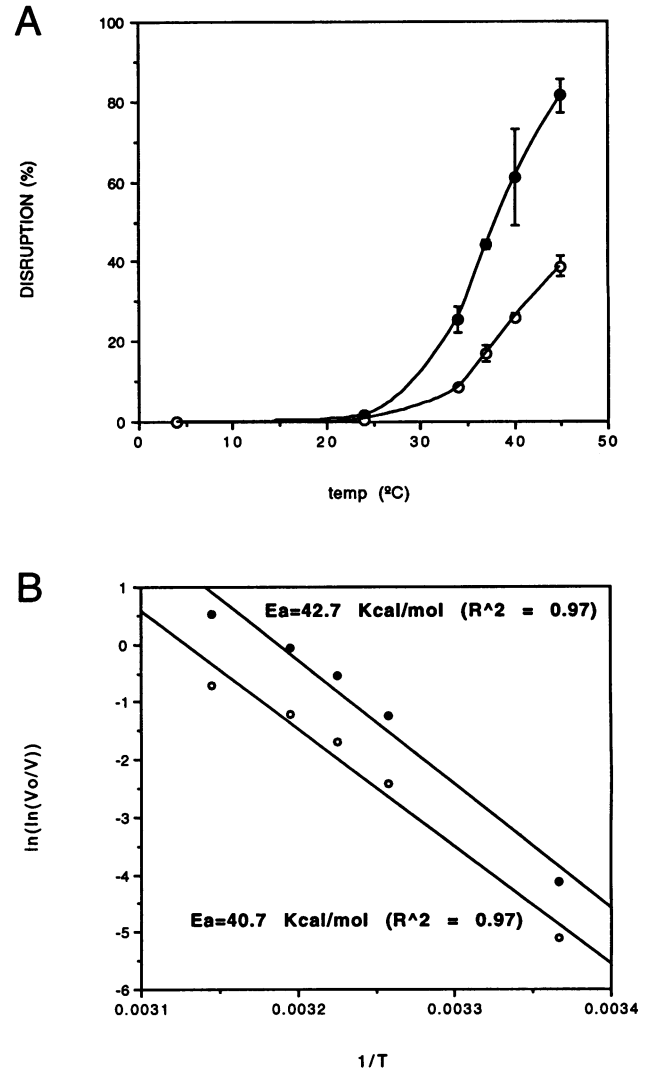 A
100
80
60
40
20
0
DISRUPTION (%)
0 10 20 30 40 50
temp (ºC)
B
1
0
-1
-2
-3
-4
-5
-6
ln(ln(Vo/V))
Ea=42.7 Kcal/mol (R^2 = 0.97)
Ea=40.7 Kcal/mol (R^2 = 0.97)
0.0031 0.0032 0.0033 0.0034
1/T